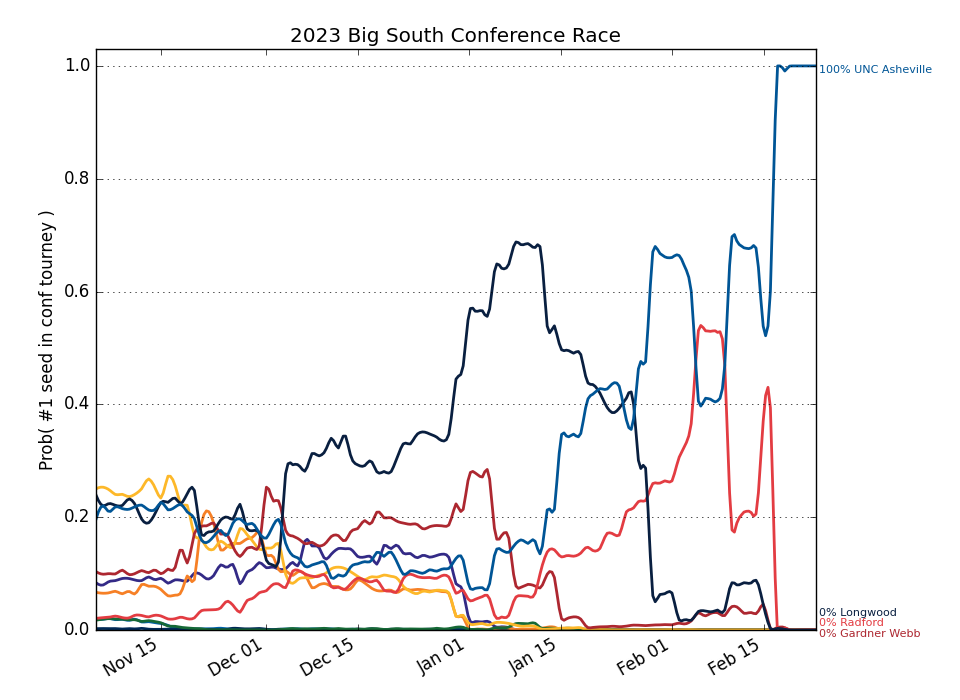 2023 Big South Conference Race
Prob( #1 seed in conf tourney )
1.0
0.8
0.6
0.4
0.2
0.0
Nov 15
Dec 01
Dec 15
Jan 01
Jan 15
Feb 01
Feb 15
100% UNC Asheville
0% Longwood
0% Radford
0% Gardner Webb